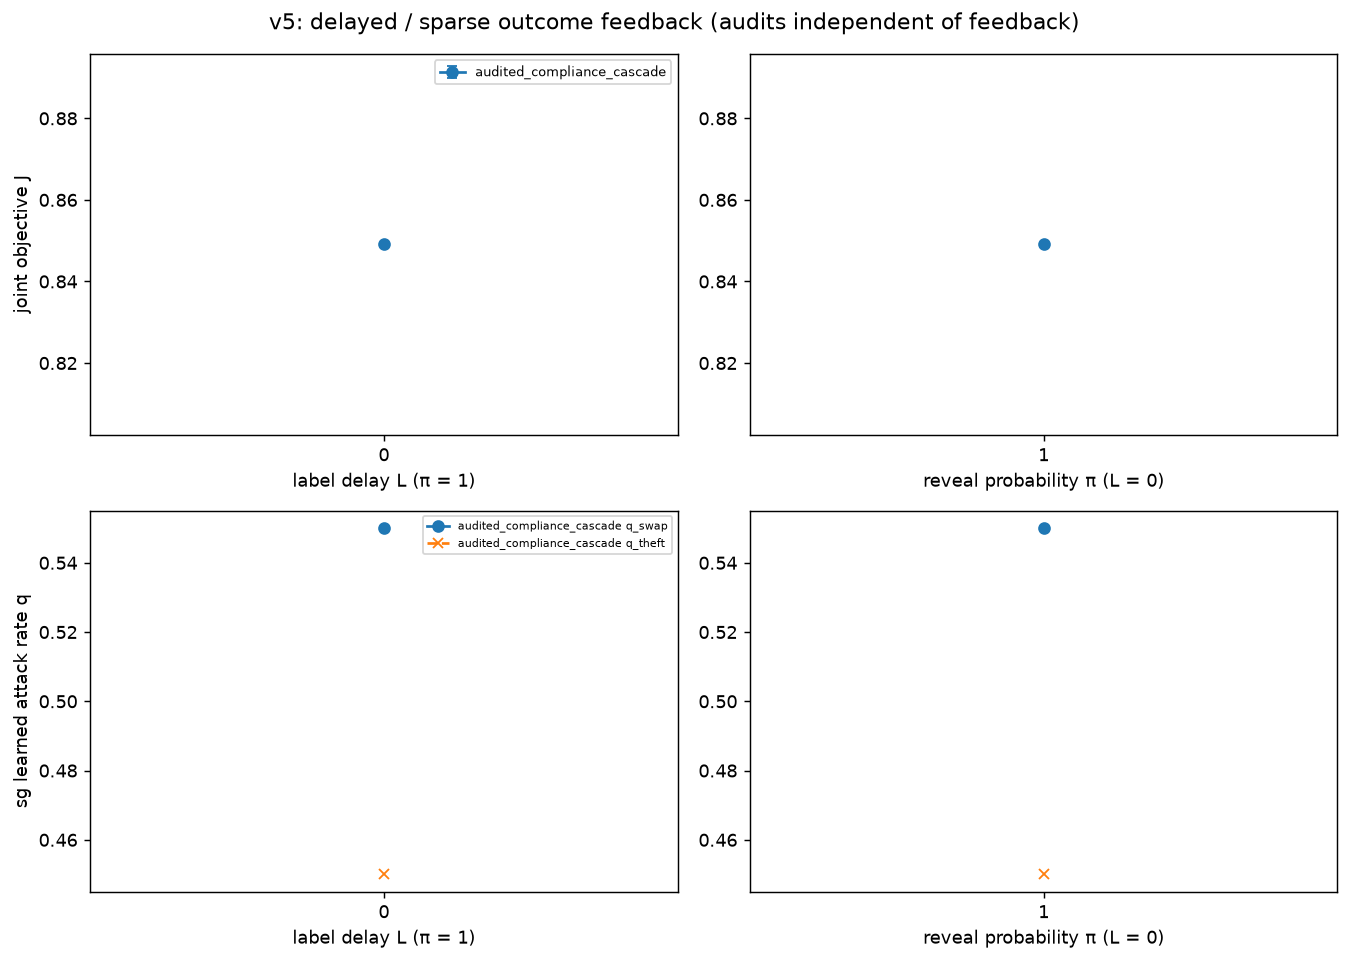 v5: delayed / sparse outcome feedback (audits independent of feedback)
joint objective J
0.88
0.86
0.84
0.82
audited_compliance_cascade
0
label delay L (π = 1)
0.88
0.86
0.84
0.82
1
reveal probability π (L = 0)
sg learned attack rate q
0.54
0.52
0.50
0.48
0.46
audited_compliance_cascade q_swap
audited_compliance_cascade q_theft
0
label delay L (π = 1)
0.54
0.52
0.50
0.48
0.46
1
reveal probability π (L = 0)